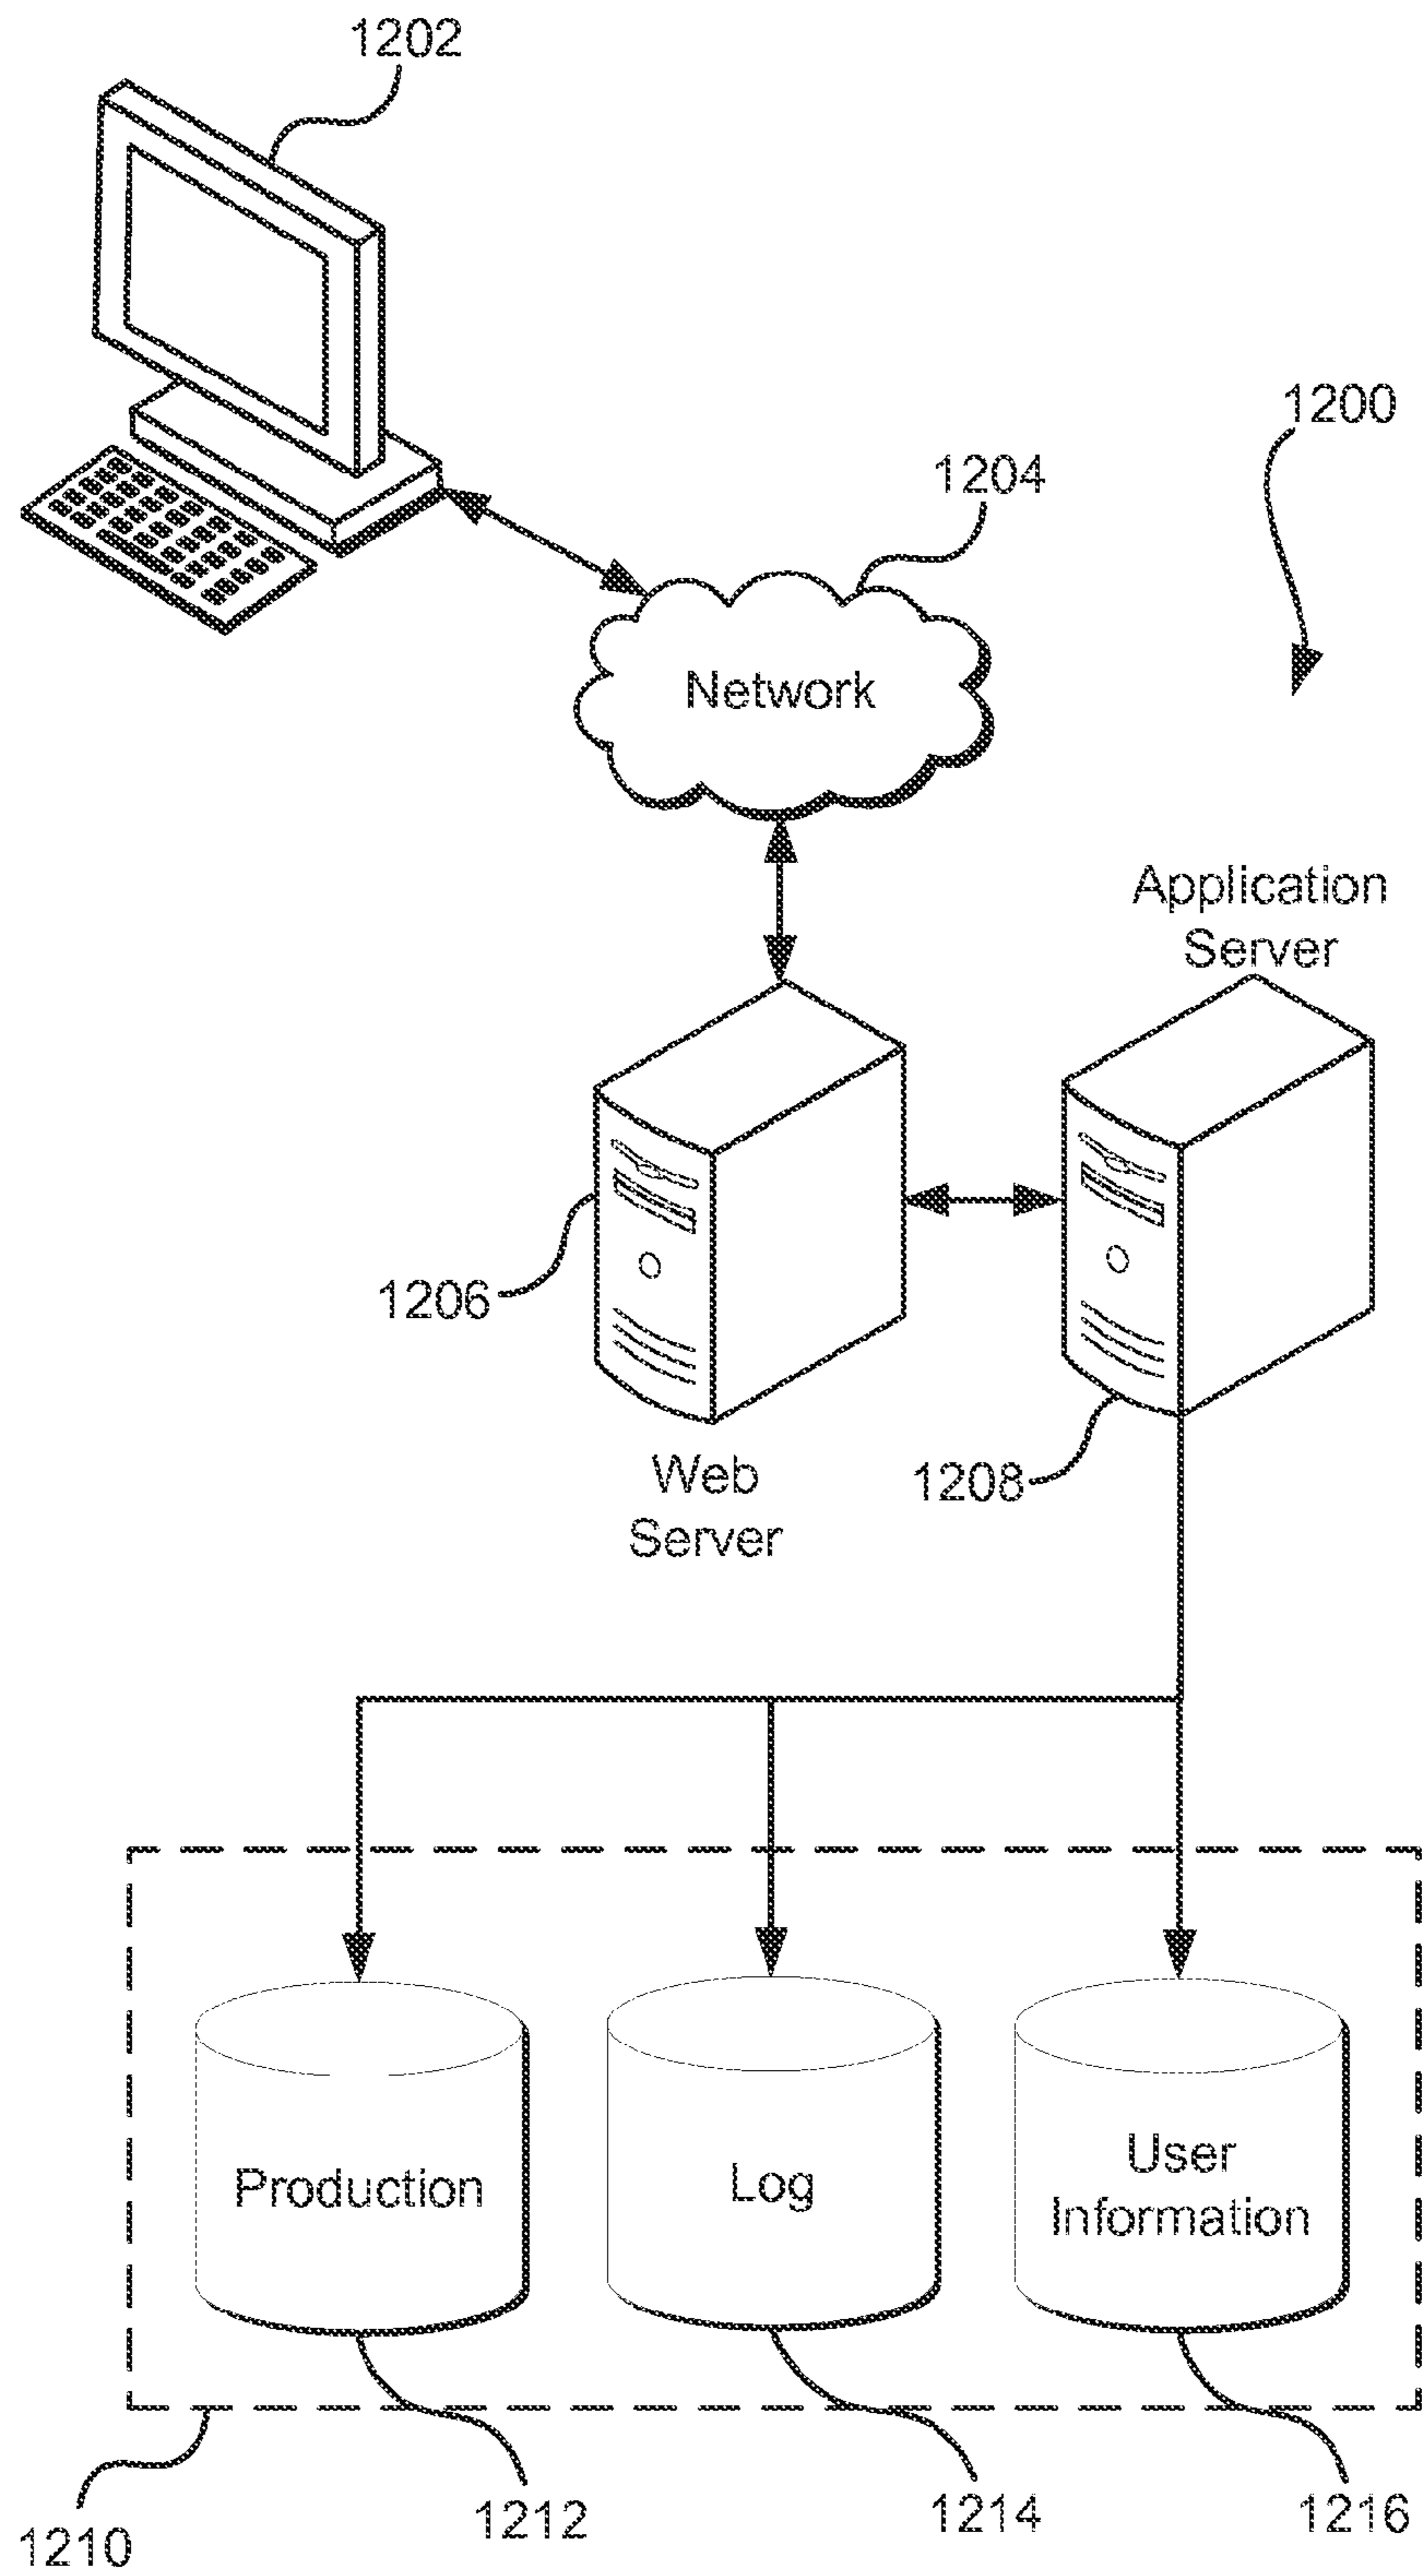 1202
1200
1204
Network
Application
Server
1206
Web
Server
1208
Production
Log
User
Information
1210
1212
1214
1216